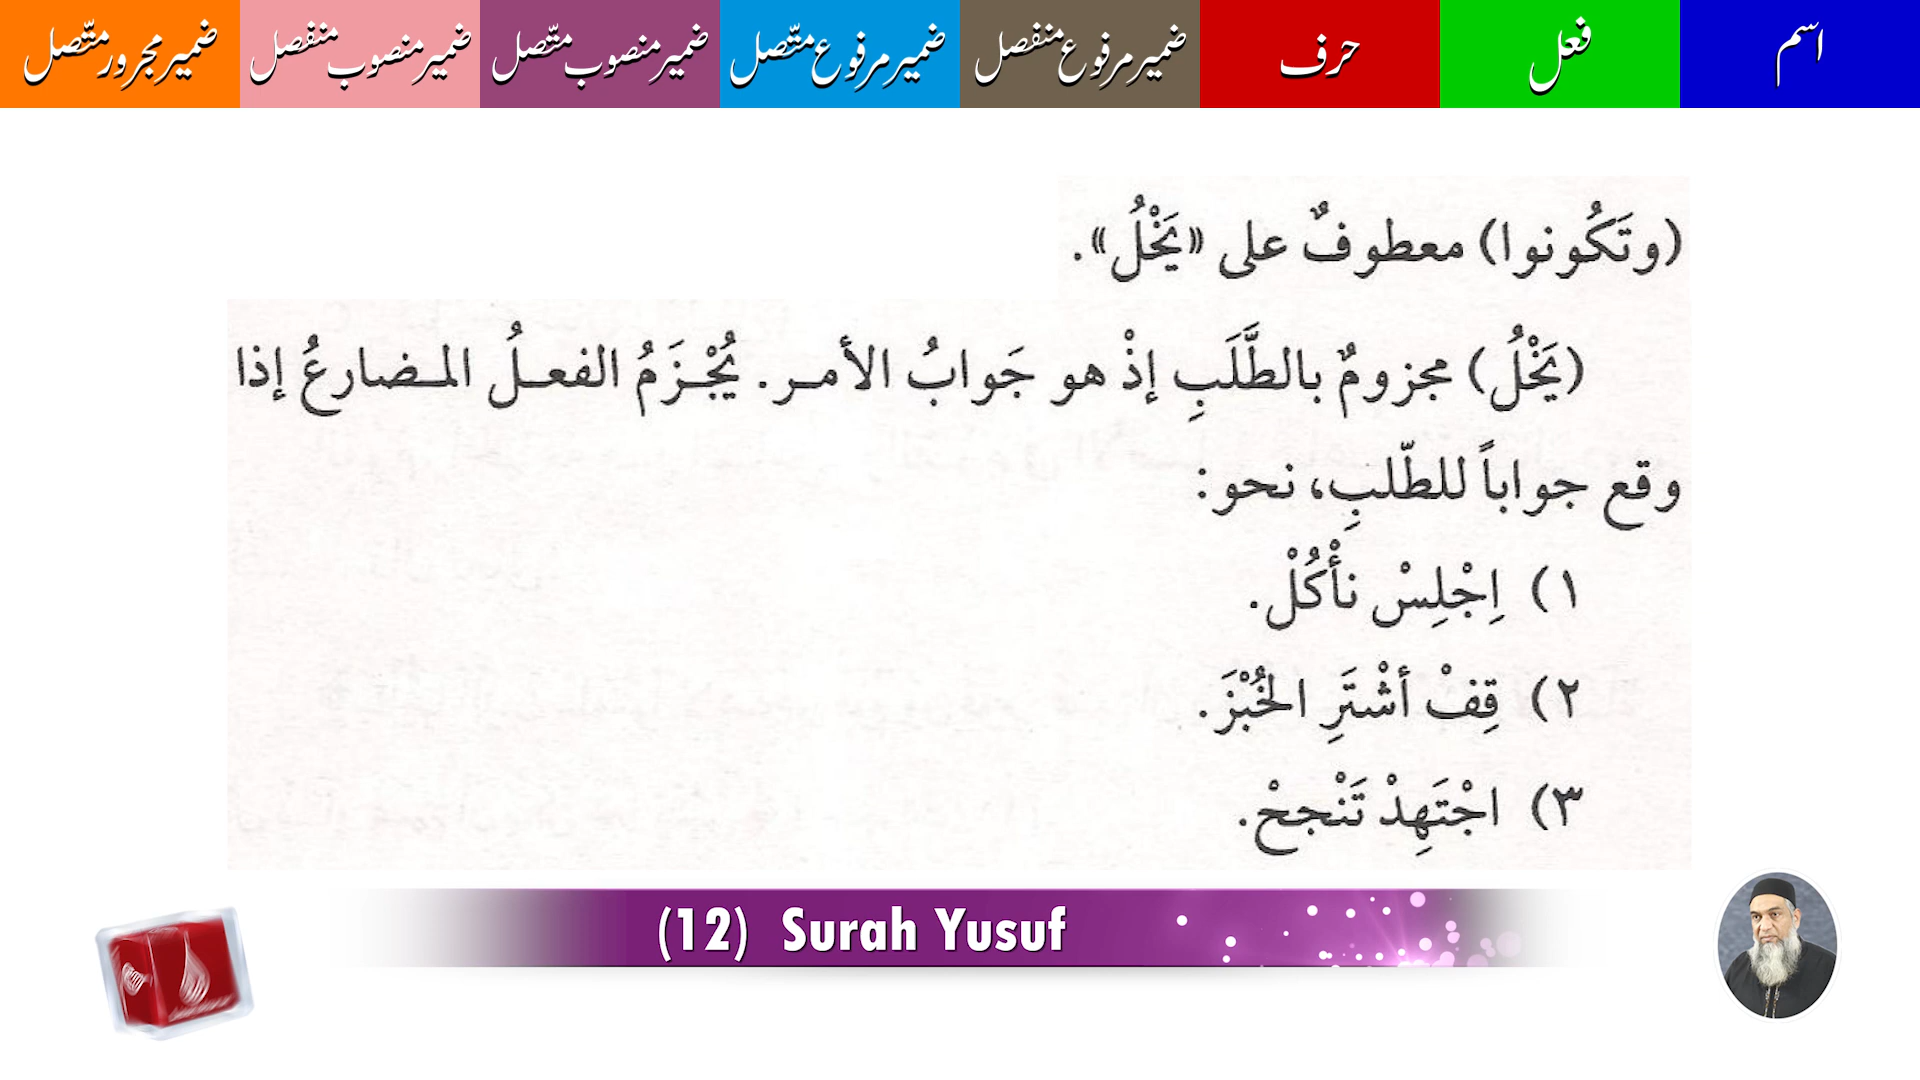 اسم
فعل
حرف
ضمیر مرفوع منفصل
ضمیر مرفوع متّصل
ضمیر منصوب متّصل
ضمیر منصوب منفصل
ضمیر مجرور متّصل
(وتَكُونوا) معطوفٌ على «يَخْلُ».
(يَخْلُ) مجزومٌ بالطَّلَبِ إذْ هو جَوابُ الأمـر. يُجْـزَمُ الفعـلُ المـضارعُ إذا
وقع جواباً للطّلبِ، نحو:
١) اِجْلِسْ نأْكُلْ.
٢) قِفْ أشْتَرِ الخُبْزَ.
٣) اجْتَهِدْ تَنْجحْ.
(12) Surah Yusuf